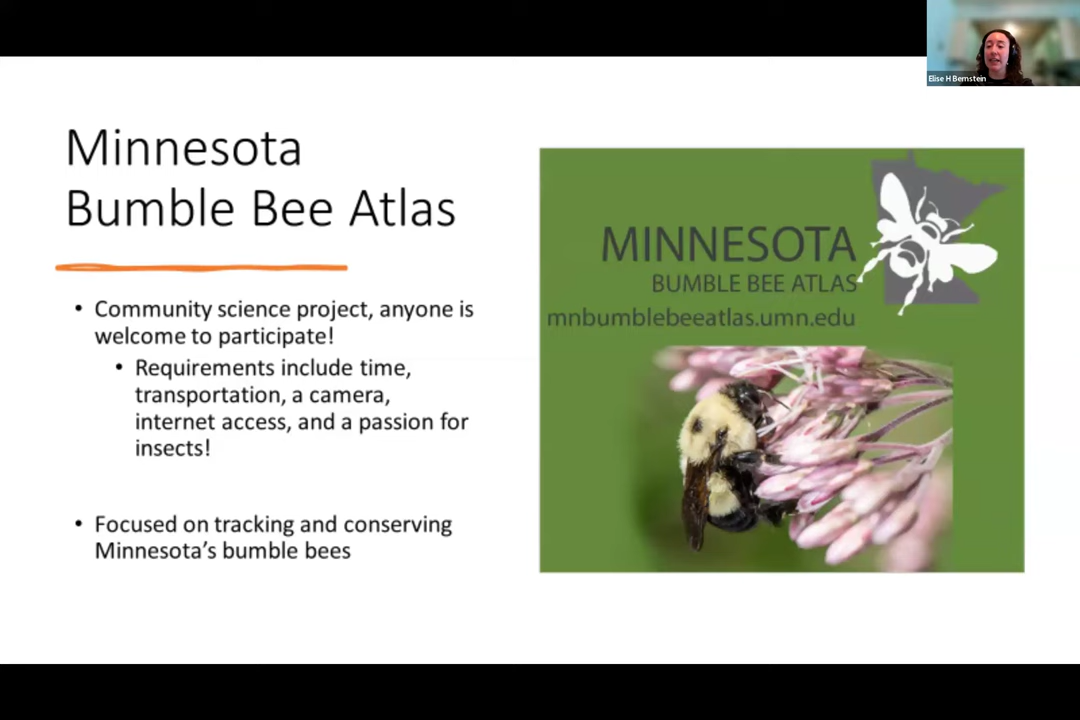 Elise H Bernstein
Minnesota
Bumble Bee Atlas
• Community science project, anyone is
welcome to participate!
• Requirements include time,
transportation, a camera,
internet access, and a passion for
insects!
• Focused on tracking and conserving
Minnesota’s bumble bees
MINNESOTA
BUMBLE BEE ATLAS
mnbumblebeeatlas.umn.edu